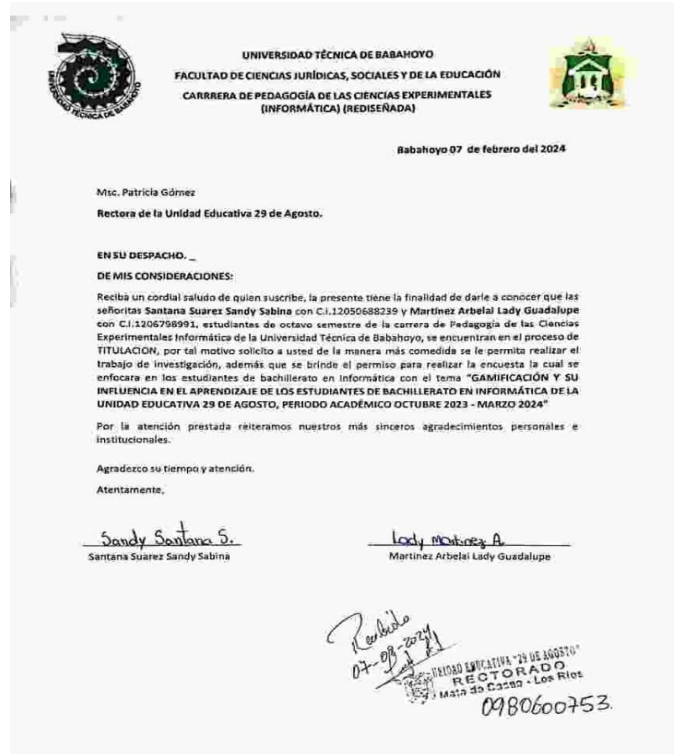 UNIVERSIDAD TÉCNICA DE BABAHOYO
FACULTAD DE CIENCIAS JURÍDICAS, SOCIALES Y DE LA EDUCACIÓN
CARRRERA DE PEDAGOGÍA DE LAS CIENCIAS EXPERIMENTALES
(INFORMÁTICA) (REDISEÑADA)
UNIVERSIDAD TÉCNICA DE BABAHOYO
Babahoyo 07 de febrero del 2024
Msc. Patricia Gómez
Rectora de la Unidad Educativa 29 de Agosto.
EN SU DESPACHO. _
DE MIS CONSIDERACIONES:
Reciba un cordial saludo de quien suscribe, la presente tiene la finalidad de darle a conocer que las
señoritas Santana Suarez Sandy Sabina con C.I.12050688239 y Martínez Arbelai Lady Guadalupe
con C.I.1206798991, estudiantes de octavo semestre de la carrera de Pedagogía de las Ciencias
Experimentales Informática de la Universidad Técnica de Babahoyo, se encuentran en el proceso de
TITULACIÓN, por tal motivo solicito a usted de la manera más comedida se le permita realizar el
trabajo de investigación, además que se brinde el permiso para realizar la encuesta la cual se
enfocara en los estudiantes de bachillerato en Informática con el tema "GAMIFICACIÓN Y SU
INFLUENCIA EN EL APRENDIZAJE DE LOS ESTUDIANTES DE BACHILLERATO EN INFORMÁTICA DE LA
UNIDAD EDUCATIVA 29 DE AGOSTO, PERIODO ACADÉMICO OCTUBRE 2023 - MARZO 2024"
Por la atención prestada reiteramos nuestros más sinceros agradecimientos personales e
institucionales.
Agradezco su tiempo y atención.
Atentamente,
Sandy Santana S.
Santana Suarez Sandy Sabina
Lady Martinez A.
Martinez Arbelai Lady Guadalupe
Recibido
07-08-2024
UNIDAD EDUCATIVA "29 DE AGOSTO"
RECTORADO
Mata de Cacao - Los Ríos
0980600753.